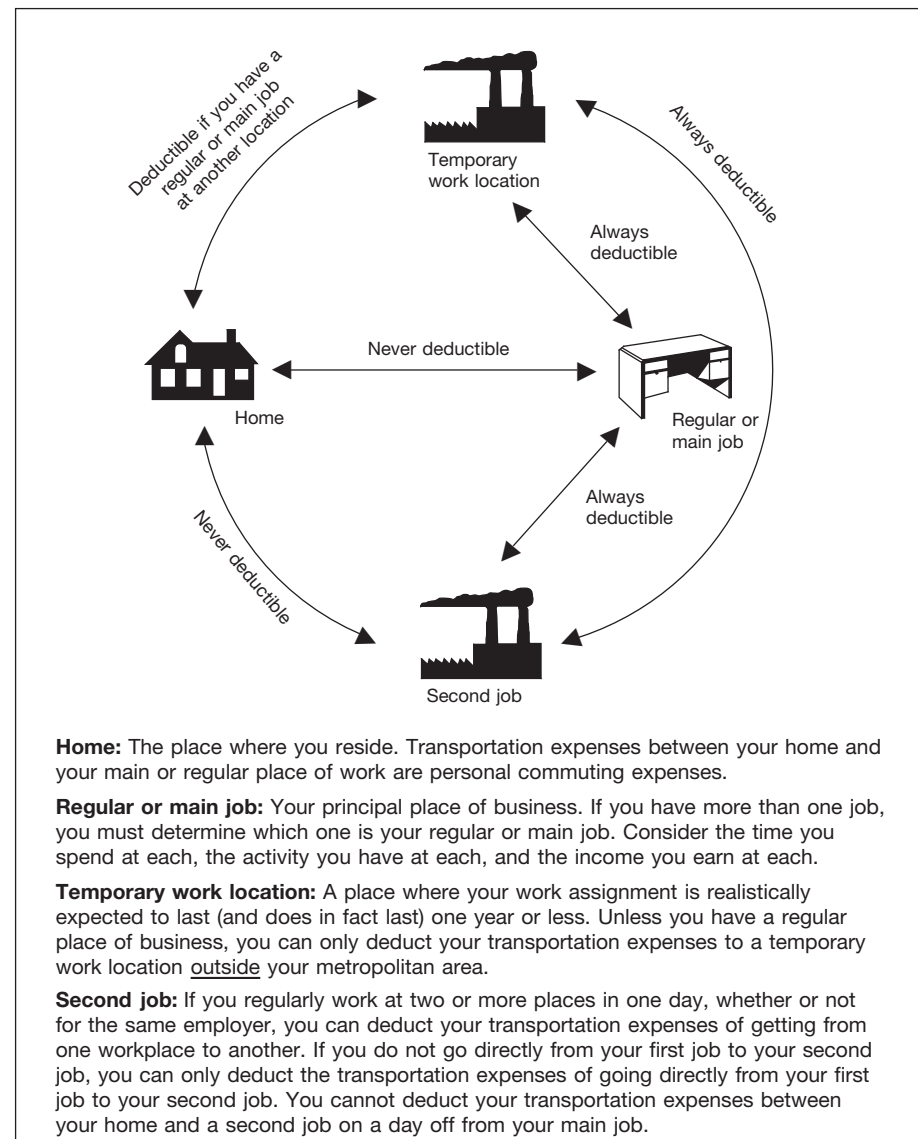 Deductible if you have a
regular or main job
at another location
Temporary
work location
Always deductible
Always
deductible
Never deductible
Home
Regular or
main job
Always
deductible
Never deductible
Second job
Home: The place where you reside. Transportation expenses between your home and
your main or regular place of work are personal commuting expenses.
Regular or main job: Your principal place of business. If you have more than one job,
you must determine which one is your regular or main job. Consider the time you
spend at each, the activity you have at each, and the income you earn at each.
Temporary work location: A place where your work assignment is realistically
expected to last (and does in fact last) one year or less. Unless you have a regular
place of business, you can only deduct your transportation expenses to a temporary
work location outside your metropolitan area.
Second job: If you regularly work at two or more places in one day, whether or not
for the same employer, you can deduct your transportation expenses of getting from
one workplace to another. If you do not go directly from your first job to your second
job, you can only deduct the transportation expenses of going directly from your first
job to your second job. You cannot deduct your transportation expenses between
your home and a second job on a day off from your main job.